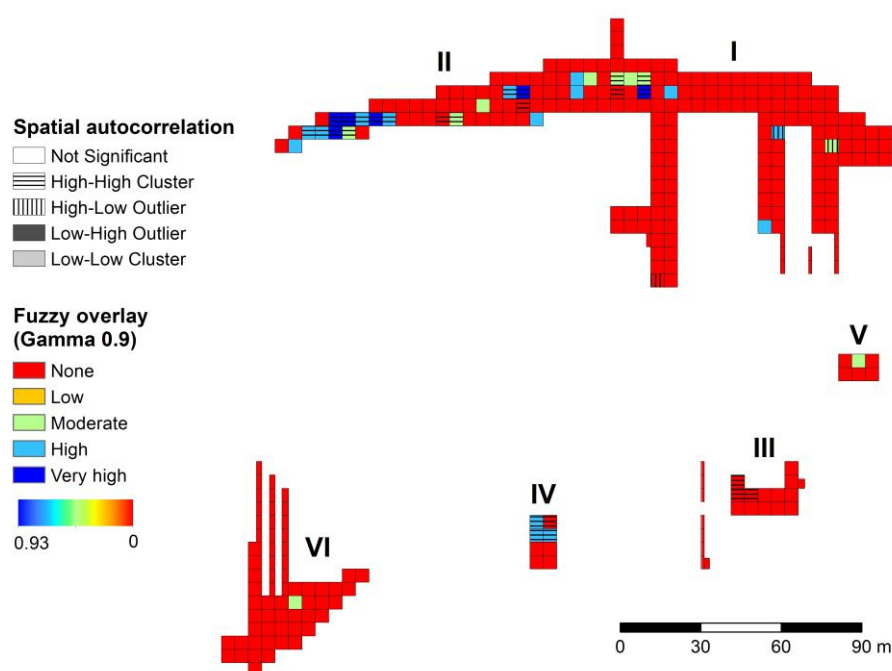 I
II
Spatial autocorrelation
Not Significant
High-High Cluster
High-Low Outlier
Low-High Outlier
Low-Low Cluster
Fuzzy overlay
(Gamma 0.9)
None
Low
Moderate
High
Very high
0.93 0
V
III
IV
VI
0 30 60 90 m